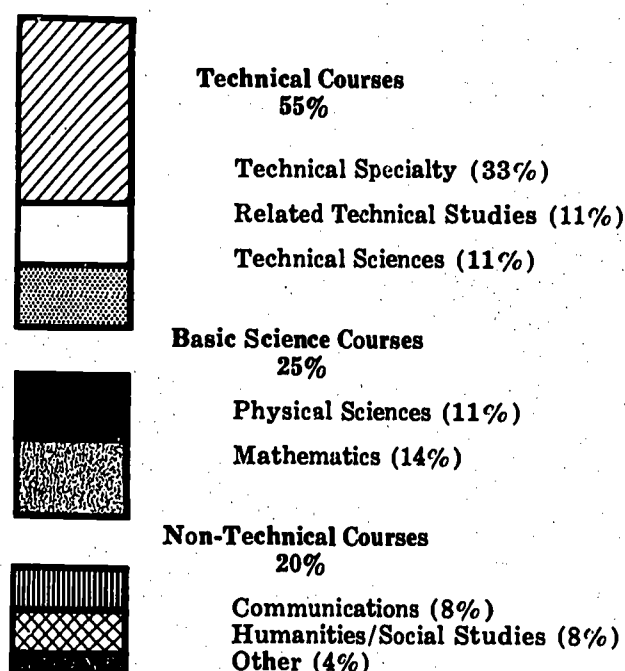 Technical Courses
55%
Technical Specialty (33%)
Related Technical Studies (11%)
Technical Sciences (11%)
Basic Science Courses
25%
Physical Sciences (11%)
Mathematics (14%)
Non-Technical Courses
20%
Communications (8%)
Humanities/Social Studies (8%)
Other (4%)